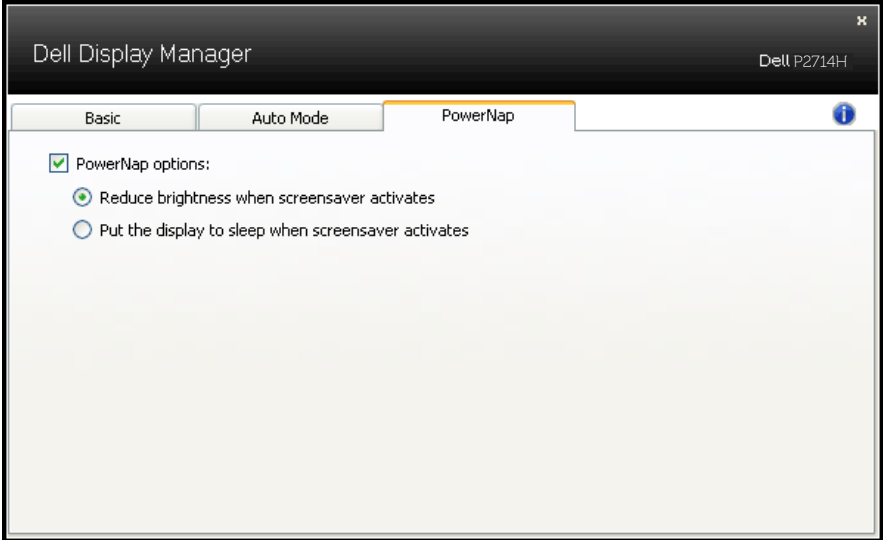 Dell Display Manager
Dell P2714H
Basic
Auto Mode
PowerNap
PowerNap options:
Reduce brightness when screensaver activates
Put the display to sleep when screensaver activates